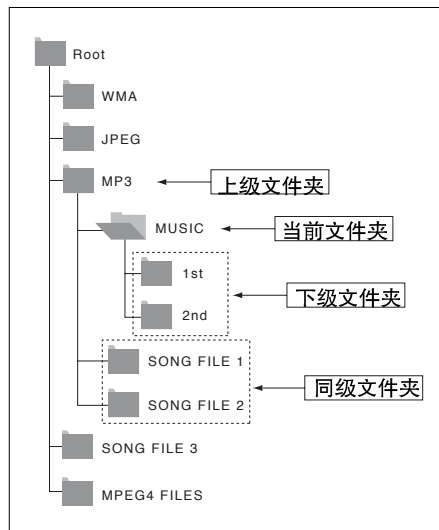 Root
WMA
JPEG
MP3
上级文件夹
MUSIC
当前文件夹
1st
2nd
下级文件夹
SONG FILE 1
SONG FILE 2
同级文件夹
SONG FILE 3
MPEG4 FILES